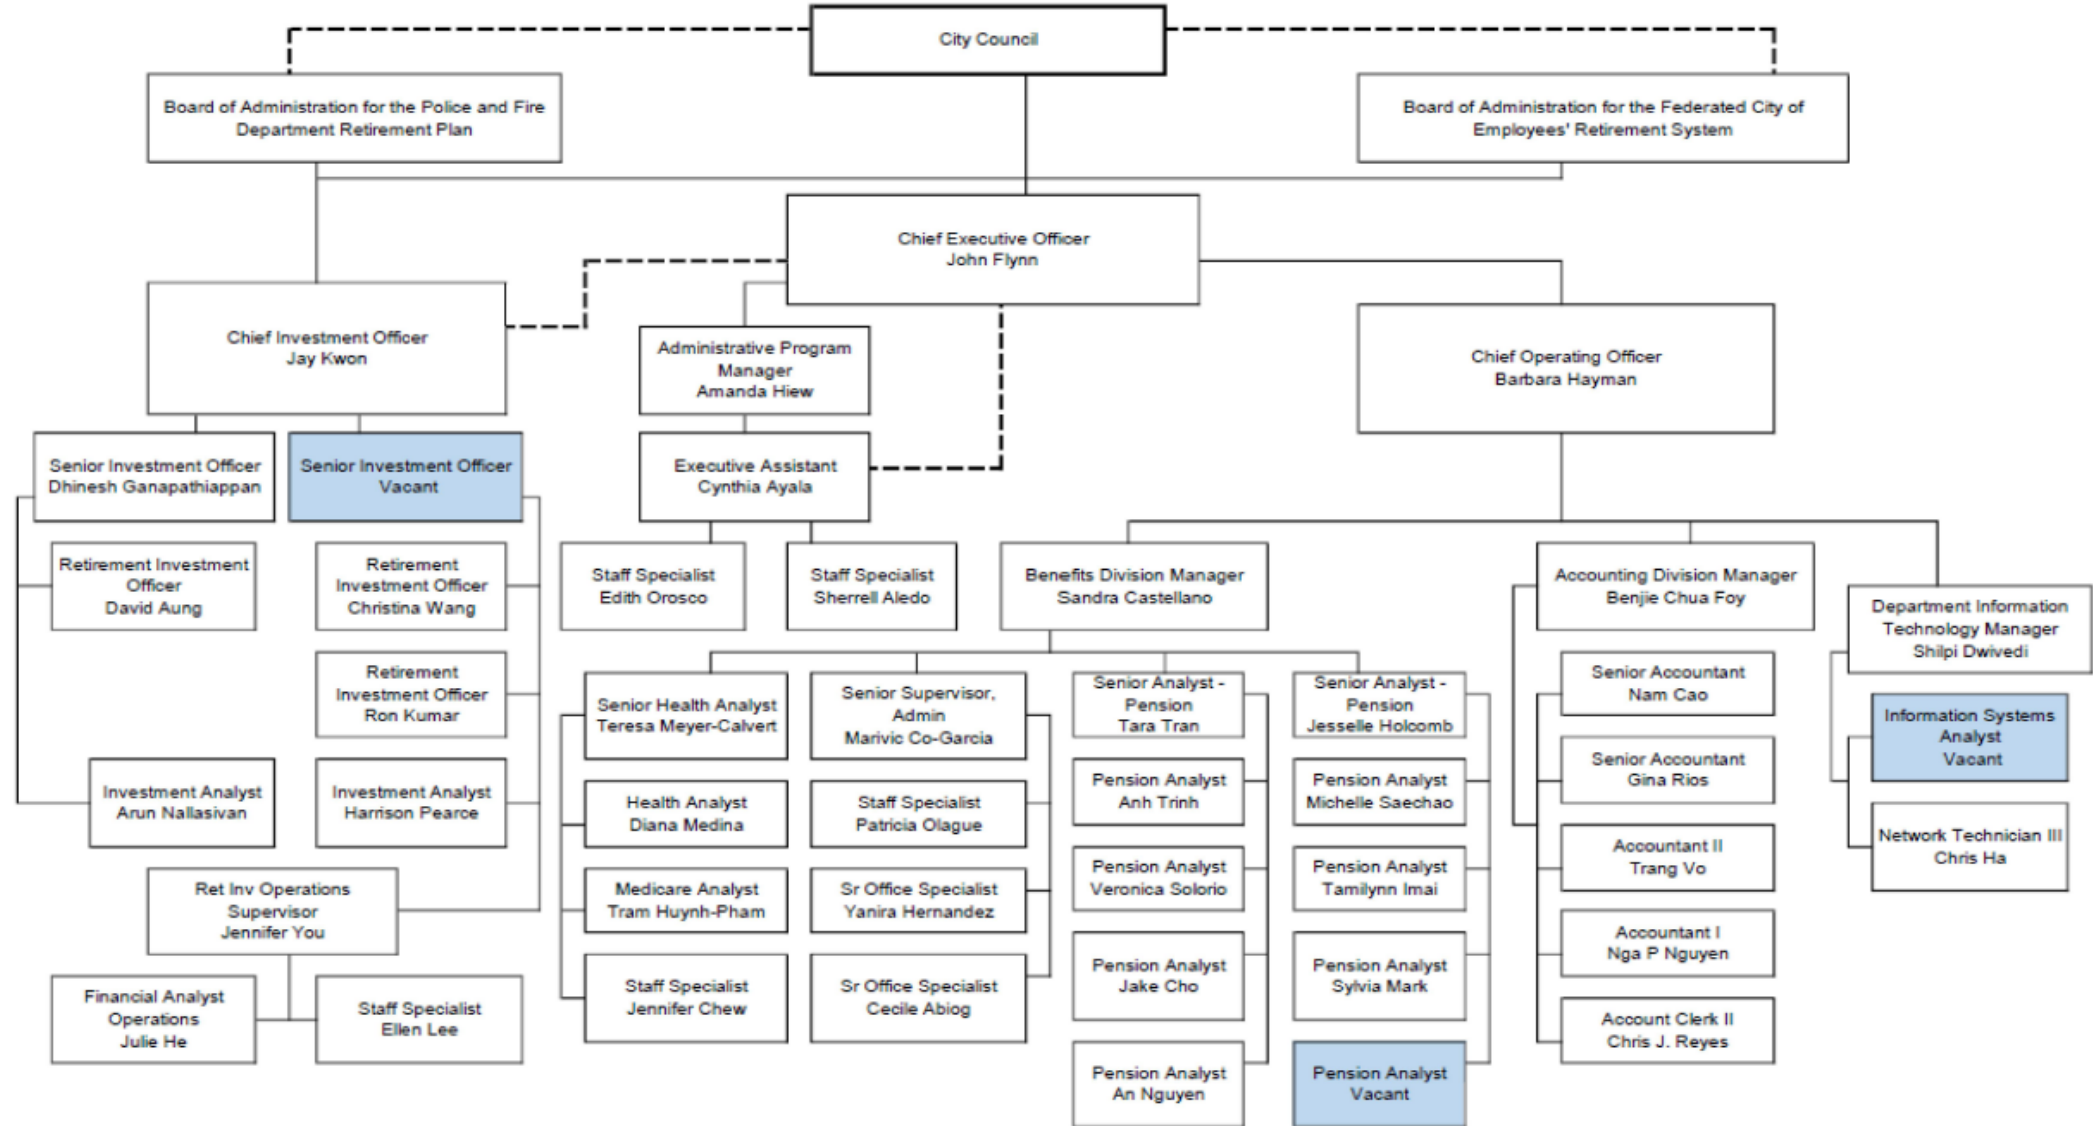 City Council
Board of Administration for the Police and Fire
Department Retirement Plan
Board of Administration for the Federated City of
Employees' Retirement System
Chief Executive Officer
John Flynn
Chief Investment Officer
Jay Kwon
Administrative Program
Manager
Amanda Hiew
Chief Operating Officer
Barbara Hayman
Senior Investment Officer
Dhinesh Ganapathiappan
Senior Investment Officer
Vacant
Executive Assistant
Cynthia Ayala
Retirement Investment
Officer
David Aung
Retirement
Investment Officer
Christina Wang
Staff Specialist
Edith Orosco
Staff Specialist
Sherrell Aledo
Benefits Division Manager
Sandra Castellano
Accounting Division Manager
Benjie Chua Foy
Department Information
Technology Manager
Shilpi Dwivedi
Retirement
Investment Officer
Ron Kumar
Senior Health Analyst
Teresa Meyer-Calvert
Senior Supervisor,
Admin
Marivic Co-Garcia
Senior Analyst -
Pension
Tara Tran
Senior Analyst -
Pension
Jesselle Holcomb
Senior Accountant
Nam Cao
Information Systems
Analyst
Vacant
Investment Analyst
Arun Nallasivan
Investment Analyst
Harrison Pearce
Health Analyst
Diana Medina
Staff Specialist
Patricia Olague
Pension Analyst
Anh Trinh
Pension Analyst
Michelle Saechao
Senior Accountant
Gina Rios
Network Technician III
Chris Ha
Ret Inv Operations
Supervisor
Jennifer You
Medicare Analyst
Tram Huynh-Pham
Sr Office Specialist
Yanira Hernandez
Pension Analyst
Veronica Solorio
Pension Analyst
Tamilynn Imai
Accountant II
Trang Vo
Financial Analyst
Operations
Julie He
Staff Specialist
Ellen Lee
Staff Specialist
Jennifer Chew
Sr Office Specialist
Cecile Abiog
Pension Analyst
Jake Cho
Pension Analyst
Sylvia Mark
Accountant I
Nga P Nguyen
Account Clerk II
Chris J. Reyes
Pension Analyst
An Nguyen
Pension Analyst
Vacant